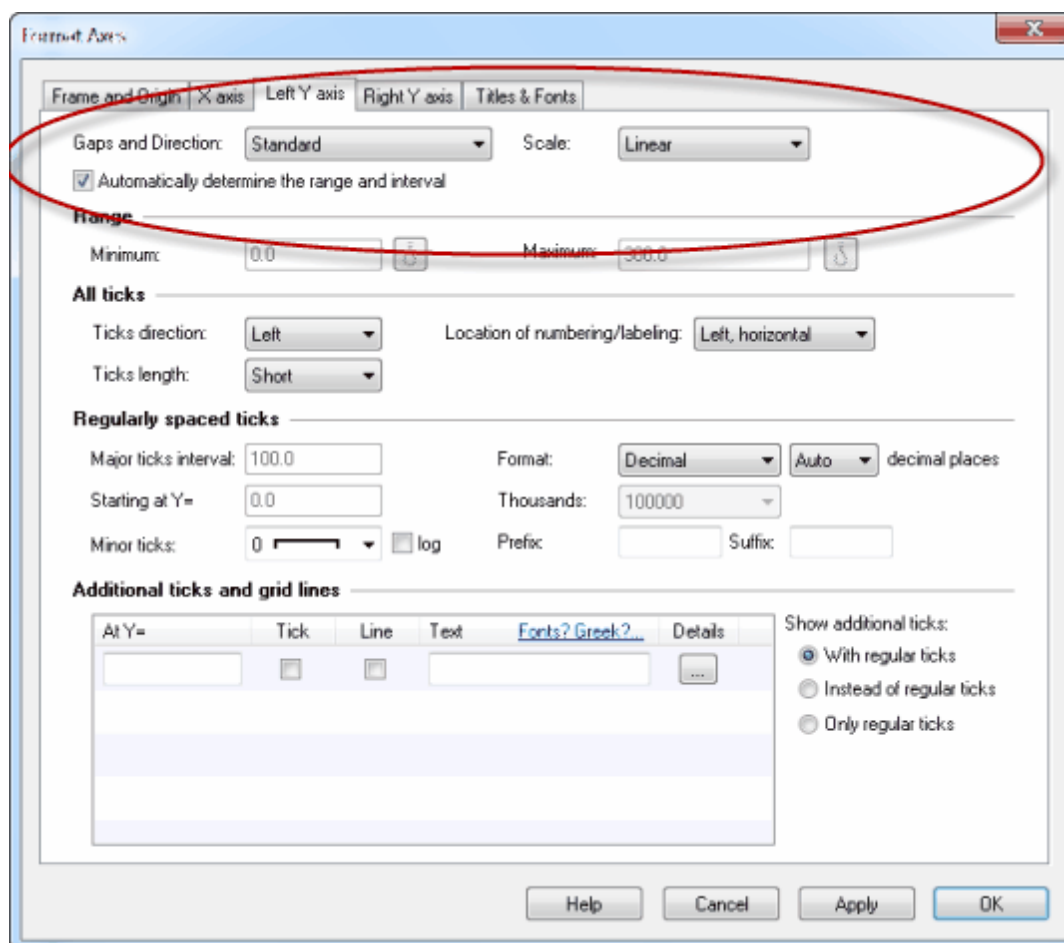 Format Axes
Frame and Origin X axis Left Y axis Right Y axis Titles & Fonts
Gaps and Direction: Standard Scale: Linear
Automatically determine the range and interval
Range
Minimum: 0.0 Maximum: 300.0
All ticks
Ticks direction: Left Location of numbering/labeling: Left, horizontal
Ticks length: Short
Regularly spaced ticks
Major ticks interval: 100.0 Format: Decimal Auto decimal places
Starting at Y= 0.0 Thousands: 100000
Minor ticks: 0 log Prefix: Suffix:
Additional ticks and grid lines
At Y= Tick Line Text Fonts? Greek?... Details
Show additional ticks:
...
With regular ticks
Instead of regular ticks
Only regular ticks
Help Cancel Apply OK